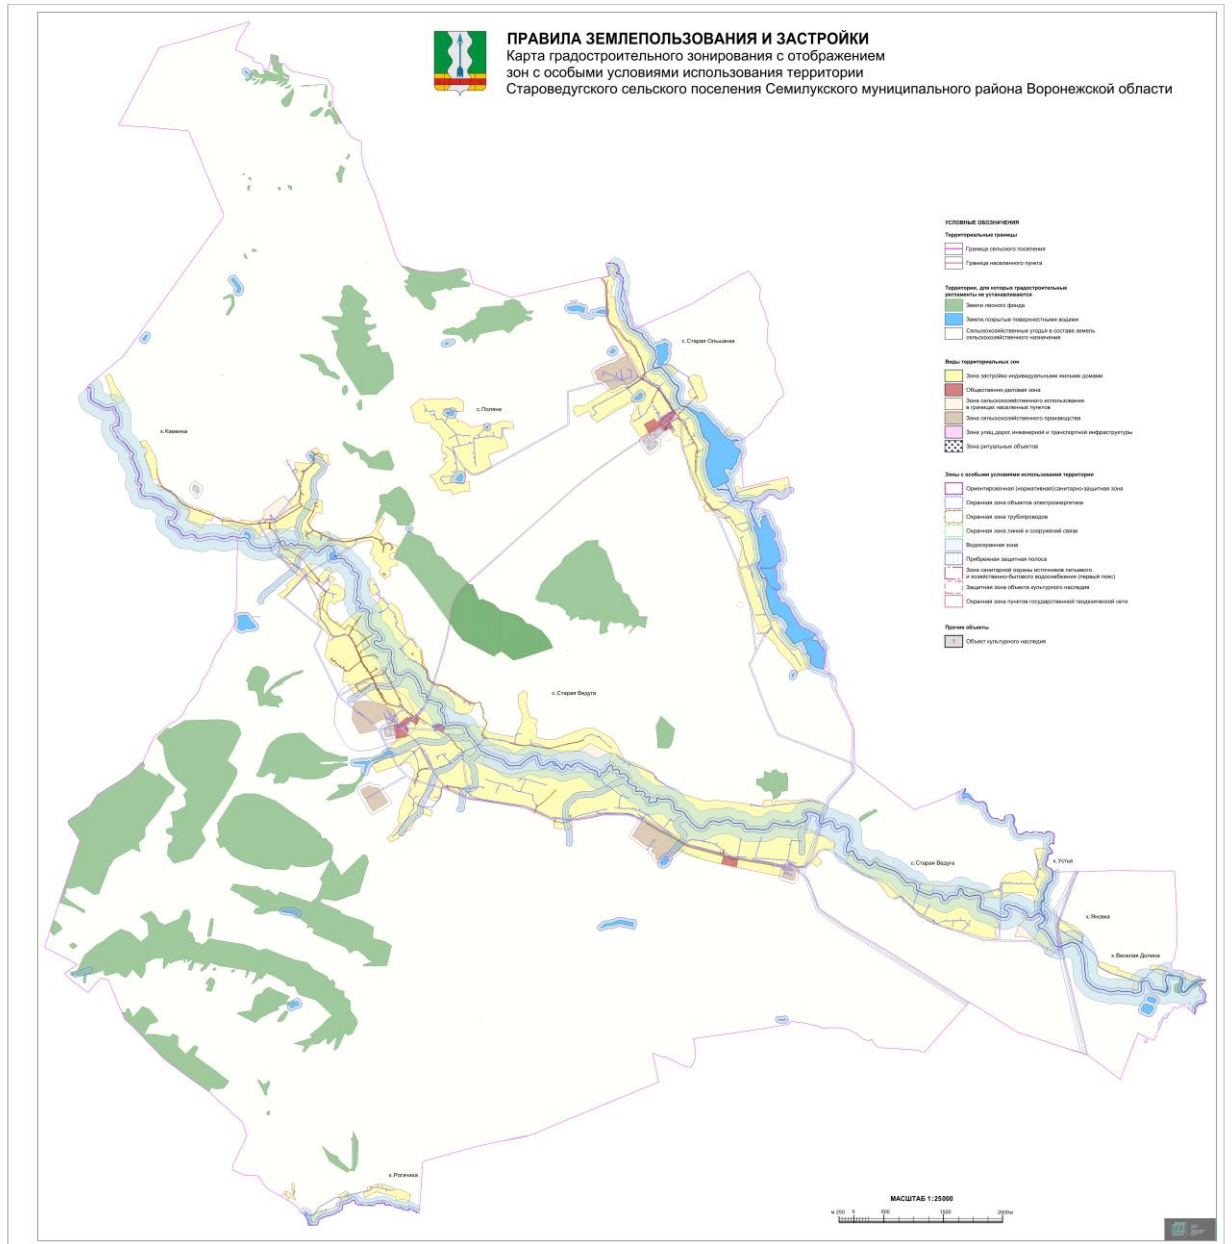 ПРАВИЛА ЗЕМЛЕПОЛЬЗОВАНИЯ И ЗАСТРОЙКИ
Карта градостроительного зонирования с отображением
зон с особыми условиями использования территории
Староведугского сельского поселения Семилукского муниципального района Воронежской области
УСЛОВНЫЕ ОБОЗНАЧЕНИЯ
Территориальные границы
Граница сельского поселения
Граница населенного пункта
Территории, для которых градостроительные
регламенты не устанавливаются
Земли лесного фонда
Земли, покрытые поверхностными водами
Сельскохозяйственные угодья в составе земель
сельскохозяйственного назначения
Виды территориальных зон
Зона застройки индивидуальными жилыми домами
Общественно-деловая зона
Зона сельскохозяйственного использования
в границах населенных пунктов
Зона сельскохозяйственного производства
Зона улиц, дорог, инженерной и транспортной инфраструктуры
Зона ритуальных объектов
Зоны с особыми условиями использования территории
Ориентировочная (нормативная) санитарно-защитная зона
Охранная зона объектов электроэнергетики
Охранная зона трубопроводов
Охранная зона линий и сооружений связи
Водоохранная зона
Прибрежная защитная полоса
Зона санитарной охраны источников питьевого
и хозяйственно-бытового водоснабжения (первый пояс)
Защитная зона объекта культурного наследия
Охранная зона пунктов государственной геодезической сети
Прочие объекты
Объект культурного наследия
с.Старая Ольшанка
с.Поляна
х.Каменка
с.Старая Ведуга
с.Старая Ведуга
х.Устье
х.Яновка
х.Веселая Долина
х.Рогачиха
МАСШТАБ 1:25000
м 250 0 500 1500 2500м